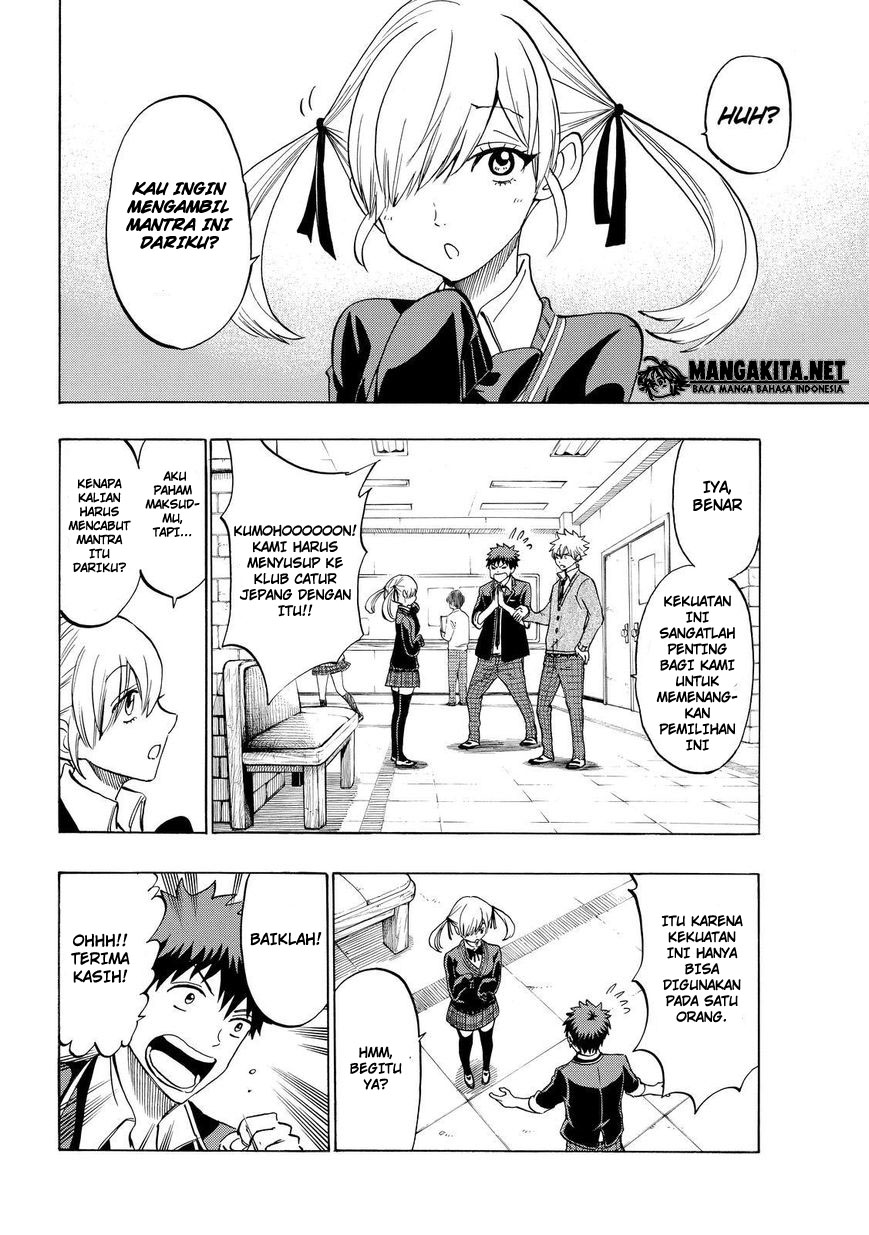 HUH?
KAU INGIN
MENGAMBIL
MANTRA INI
DARIKU?
MANGAKITA.NET
BACA MANGA BAHASA INDONESIA
IYA,
BENAR
KEKUATAN
INI
SANGATLAH
PENTING
BAGI KAMI
UNTUK
MEMENANG-
KAN
PEMILIHAN
INI
KUMOHOOOOOON!
KAMI HARUS
MENYUSUP KE
KLUB CATUR
JEPANG DENGAN
ITU!!
AKU
PAHAM
MAKSUD-
MU,
TAPI...
KENAPA
KALIAN
HARUS
MENCABUT
MANTRA
ITU
DARIKU?
ITU KARENA
KEKUATAN
INI HANYA
BISA
DIGUNAKAN
PADA SATU
ORANG.
HMM,
BEGITU
YA?
BAIKLAH!
OHHH!!
TERIMA
KASIH!